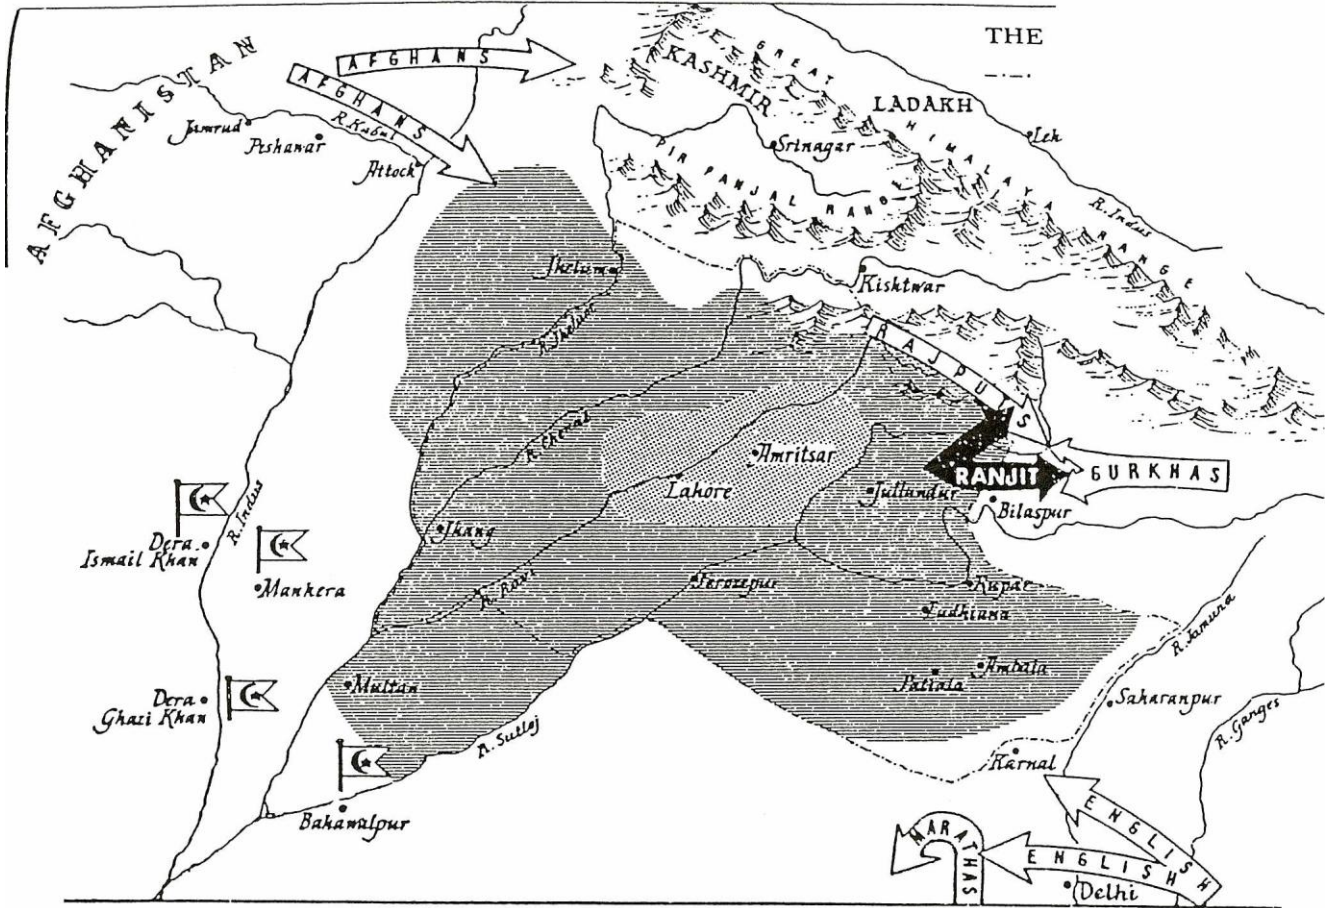 THE
AFGHANISTAN
AFGHANS
AFGHANS
KASHMIR
GREAT
HIMALAYA
RANGE
LADAKH
Leh
R. Indus
Jamrud
Peshawar
R. Kabul
Attock
Srinagar
PIR PANJAL RANGE
Jhelum
R. Jhelum
Kishtwar
RAJPUTS
R. Chenab
Amritsar
Lahore
RANJIT
GURKHAS
Jullundur
Bilaspur
Jhang
R. Indus
Dera
Ismail Khan
Mankera
R. Ravi
Ferozepur
Rupar
Ludhiana
R. Jamuna
Ambala
Patiala
Multan
Dera
Ghazi Khan
Saharanpur
R. Sutlej
R. Ganges
Karnal
Bahawalpur
ENGLISH
MARATHAS
ENGLISH
Delhi